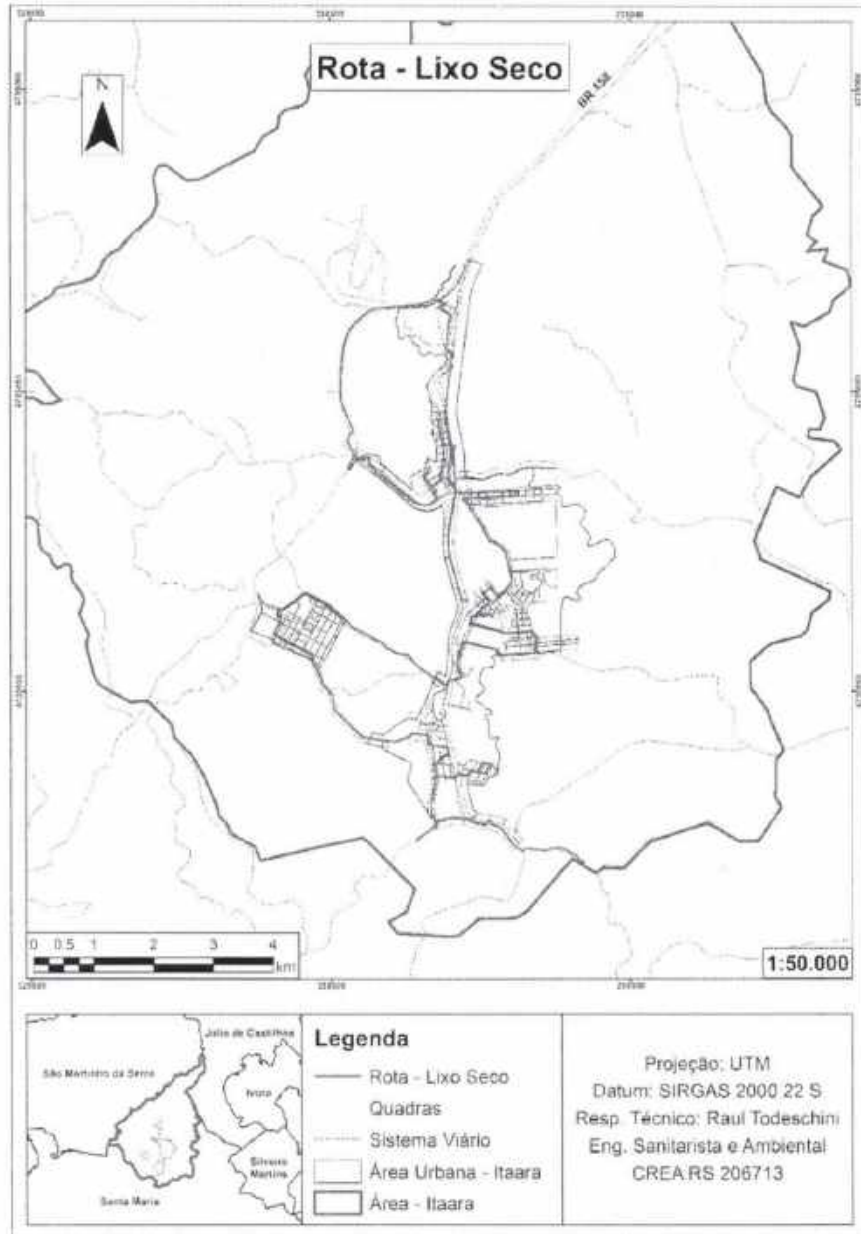 Rota - Lixo Seco
N
BR 158
0 0.5 1 2 3 4
km
1:50.000
Júlio de Castilhos
São Martinho da Serra
Ivorá
Silveira
Martins
Santa Maria
Legenda
Rota - Lixo Seco
Quadras
Sistema Viário
Área Urbana - Itaara
Área - Itaara
Projeção: UTM
Datum: SIRGAS 2000 22 S
Resp. Técnico: Raul Todeschini
Eng. Sanitarista e Ambiental
CREA RS 206713